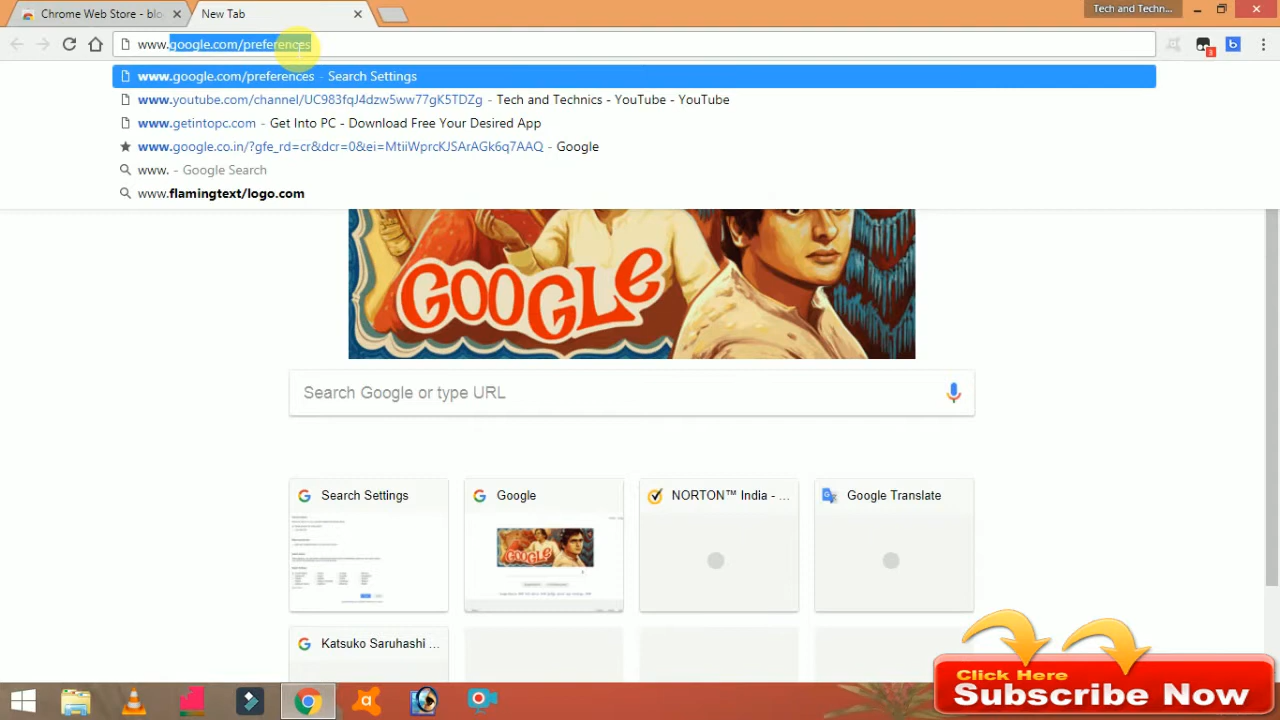 Chrome Web Store - blo
New Tab
Tech and Techn...
www.google.com/preferences
3
b
www.google.com/preferences - Search Settings
www.youtube.com/channel/UC983fqJ4dzw5ww77gK5TDZg - Tech and Technics - YouTube - YouTube
www.getintopc.com - Get Into PC - Download Free Your Desired App
www.google.co.in/?gfe_rd=cr&dcr=0&ei=MtiiWprcKJSArAGk6q7AAQ - Google
www. - Google Search
www.flamingtext/logo.com
GOOGLE
Search Google or type URL
Search Settings
Google
NORTON™ India - ...
Google Translate
Katsuko Saruhashi ...
Click Here
Subscribe Now